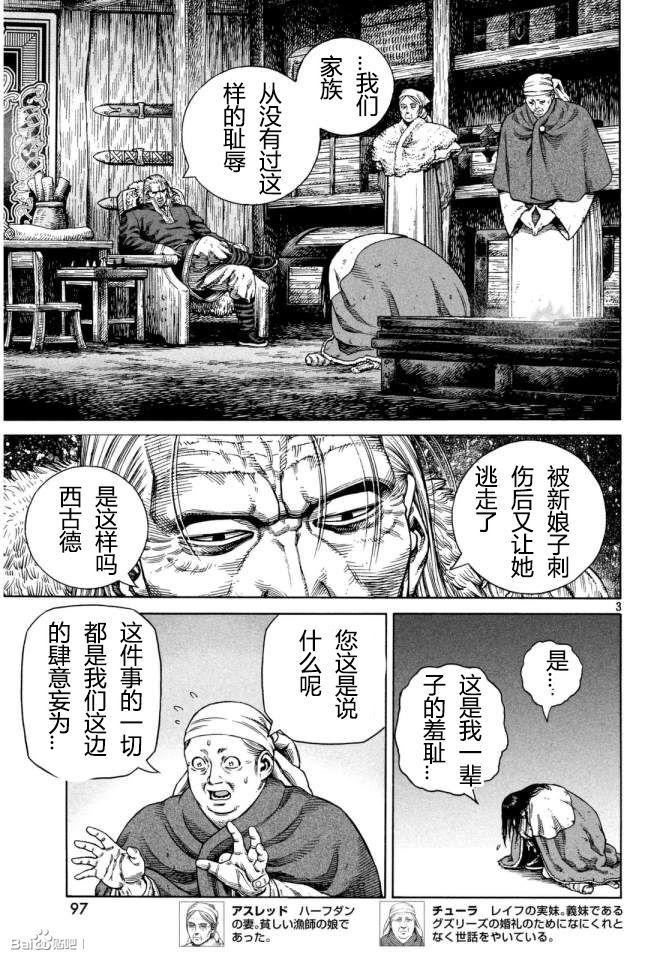 …我们
家族
从没有过这
样的耻辱
被新娘子刺
伤后又让她
逃走了
是这样吗
西古德
3
是…
这是我一辈
子的羞耻…
您这是说
什么呢
这件事的一切
都是我们这边
的肆意妄为
…
97
アスレッド　ハーフダン
の妻。貧しい漁師の娘で
あった。
チューラ　レイフの実妹。義妹である
グズリーズの婚礼のためになにくれと
なく世話をやいている。
Bai贴吧